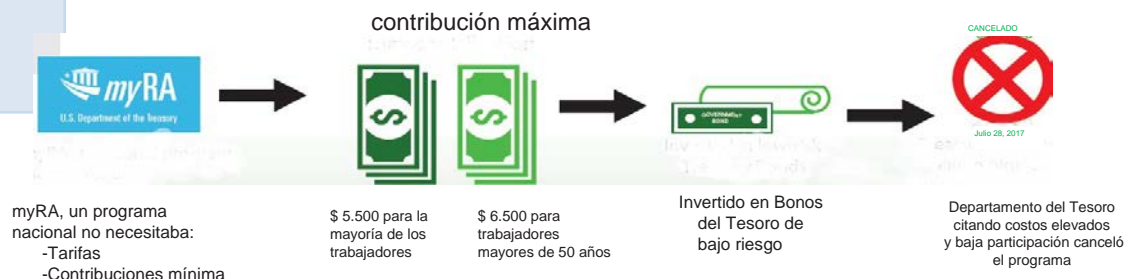 contribución máxima
CANCELADO
myRA
U.S. Department of the Treasury
GOVERNMENT
BOND
Julio 28, 2017
myRA, un programa
nacional no necesitaba:
-Tarifas
-Contribuciones mínima
$ 5.500 para la
mayoría de los
trabajadores
$ 6.500 para
trabajadores
mayores de 50 años
Invertido en Bonos
del Tesoro de
bajo riesgo
Departamento del Tesoro
citando costos elevados
y baja participación canceló
el programa